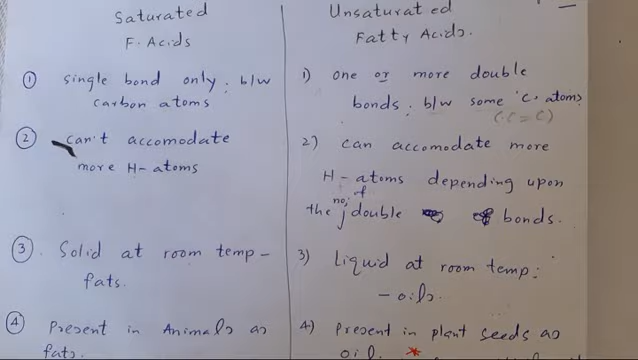 Saturated
F. Acids
① single bond only; b/w
carbon atoms
② can't accomodate
more H-atoms
③ Solid at room temp -
fats.
④ Present in Animals as
fats.
Unsaturated
Fatty Acids.
1) one or more double
bonds; b/w some 'C' atoms
(C=C)
2) can accomodate more
H-atoms depending upon
the no; of double bonds.
3) Liquid at room temp:
- oils.
4) Present in plant seeds as
oil. *